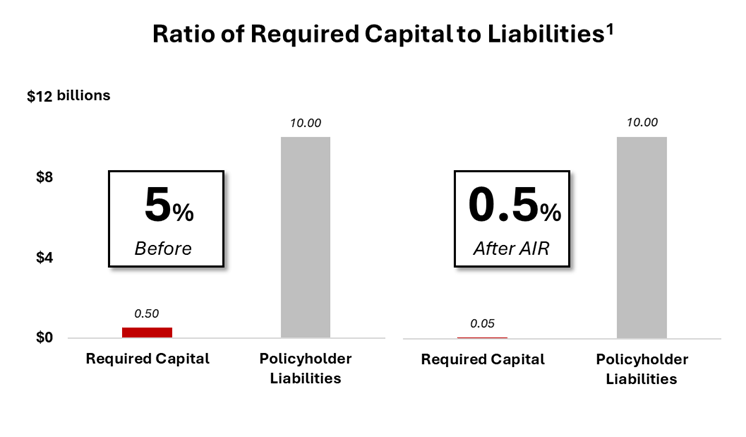 Ratio of Required Capital to Liabilities¹
$12 billions
$8
$4
$0
5%
Before
0.50
10.00
Required Capital
Policyholder
Liabilities
0.5%
After AIR
0.05
10.00
Required Capital
Policyholder
Liabilities